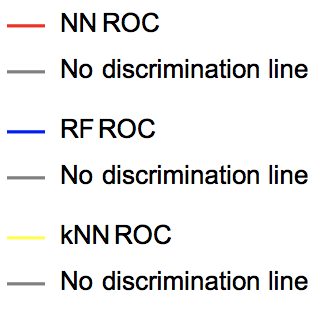 NN ROC
No discrimination line
RF ROC
No discrimination line
kNN ROC
No discrimination line